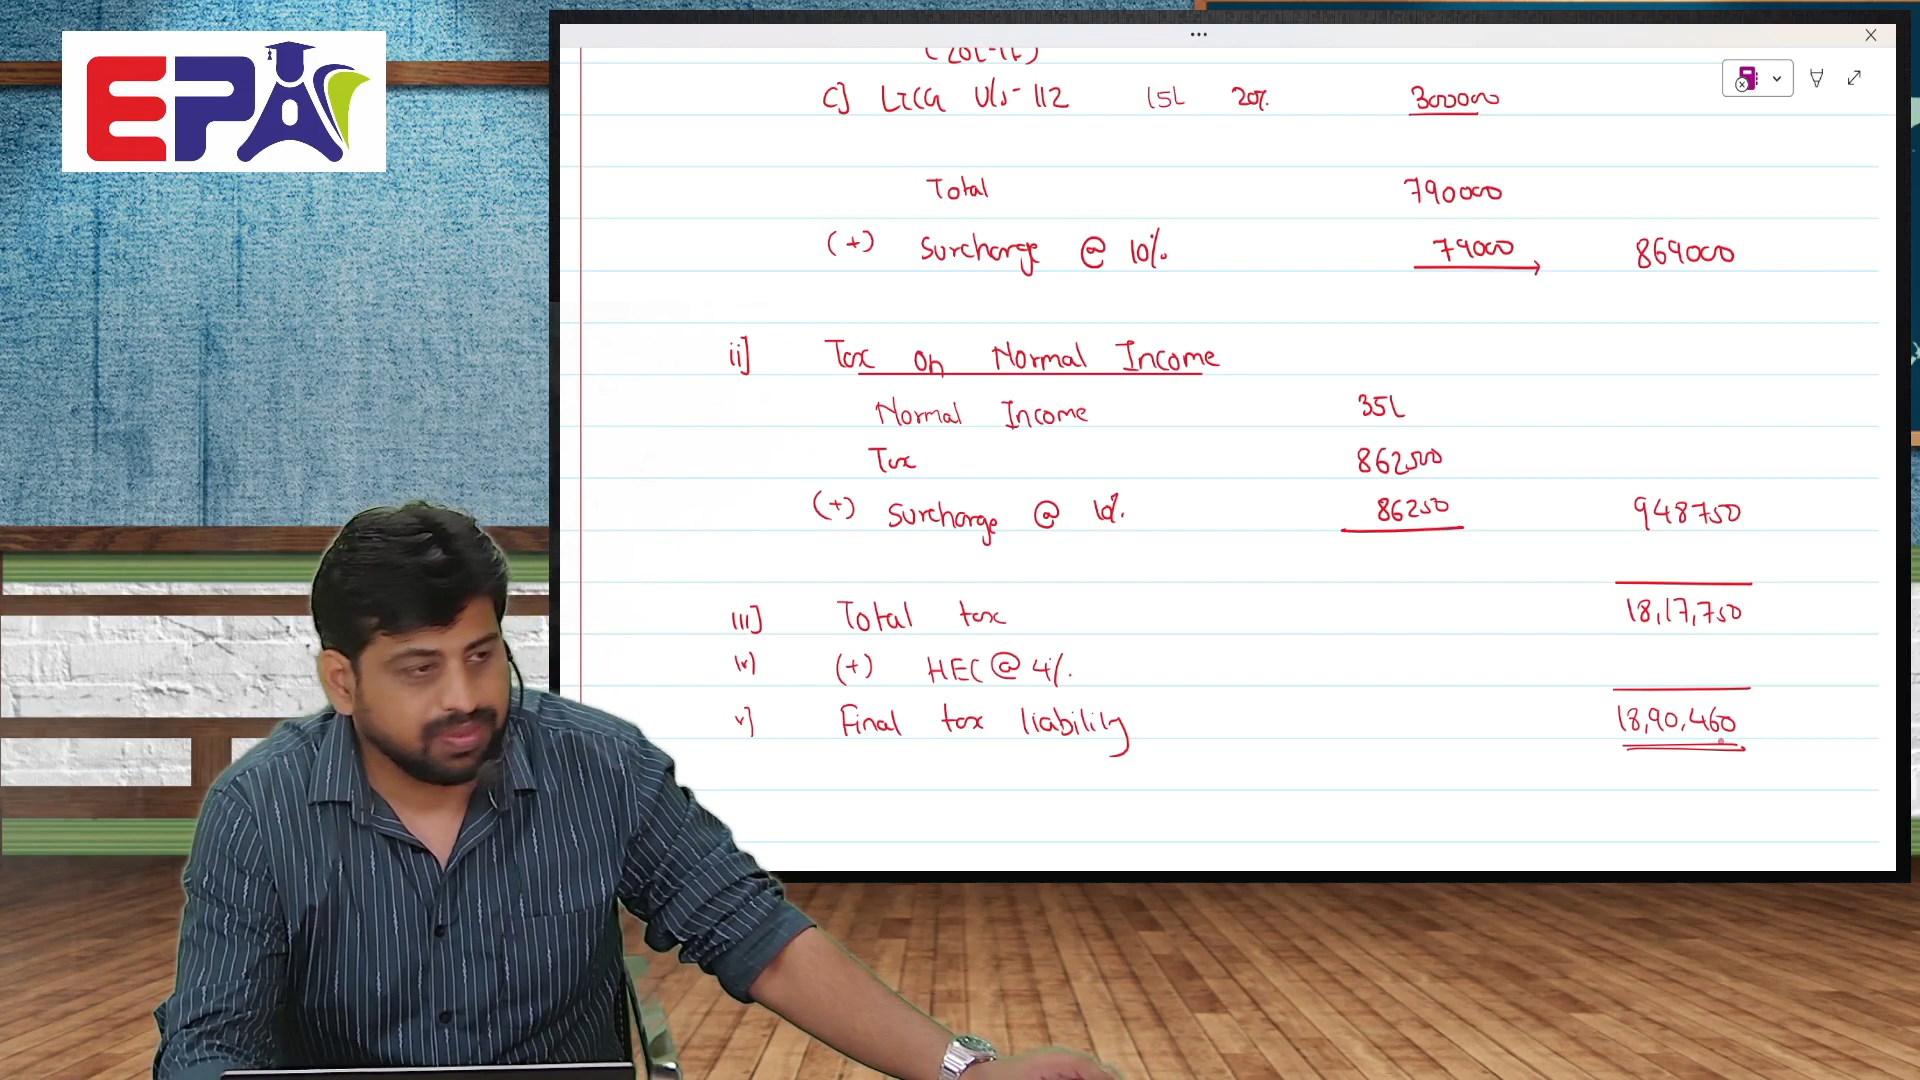 EPA
(20L-1L)
C] LTCG U/s-112 15L 20% 300000
Total 790000
(+) Surcharge @ 10% 79000 869000
ii] Tax on Normal Income
Normal Income 35L
Tax 862500
(+) Surcharge @ 10% 86250 948750
iii] Total tax 18,17,750
iv) (+) HEC @ 4%.
v] Final tax liability 18,90,460